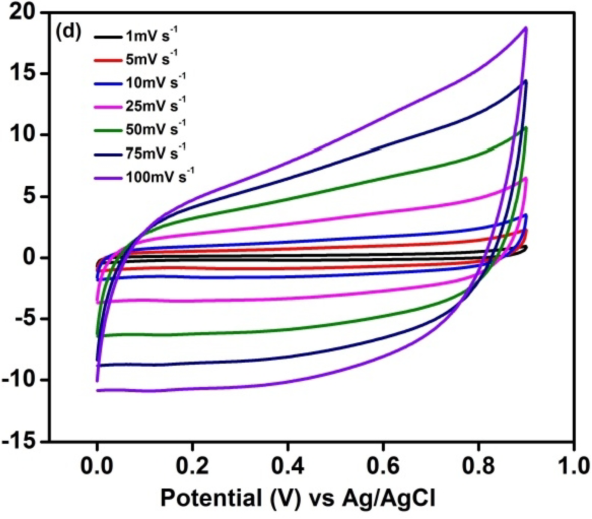 (d)
1mV s-1
5mV s-1
10mV s-1
25mV s-1
50mV s-1
75mV s-1
100mV s-1
20
15
10
5
0
-5
-10
-15
0.0 0.2 0.4 0.6 0.8 1.0
Potential (V) vs Ag/AgCl